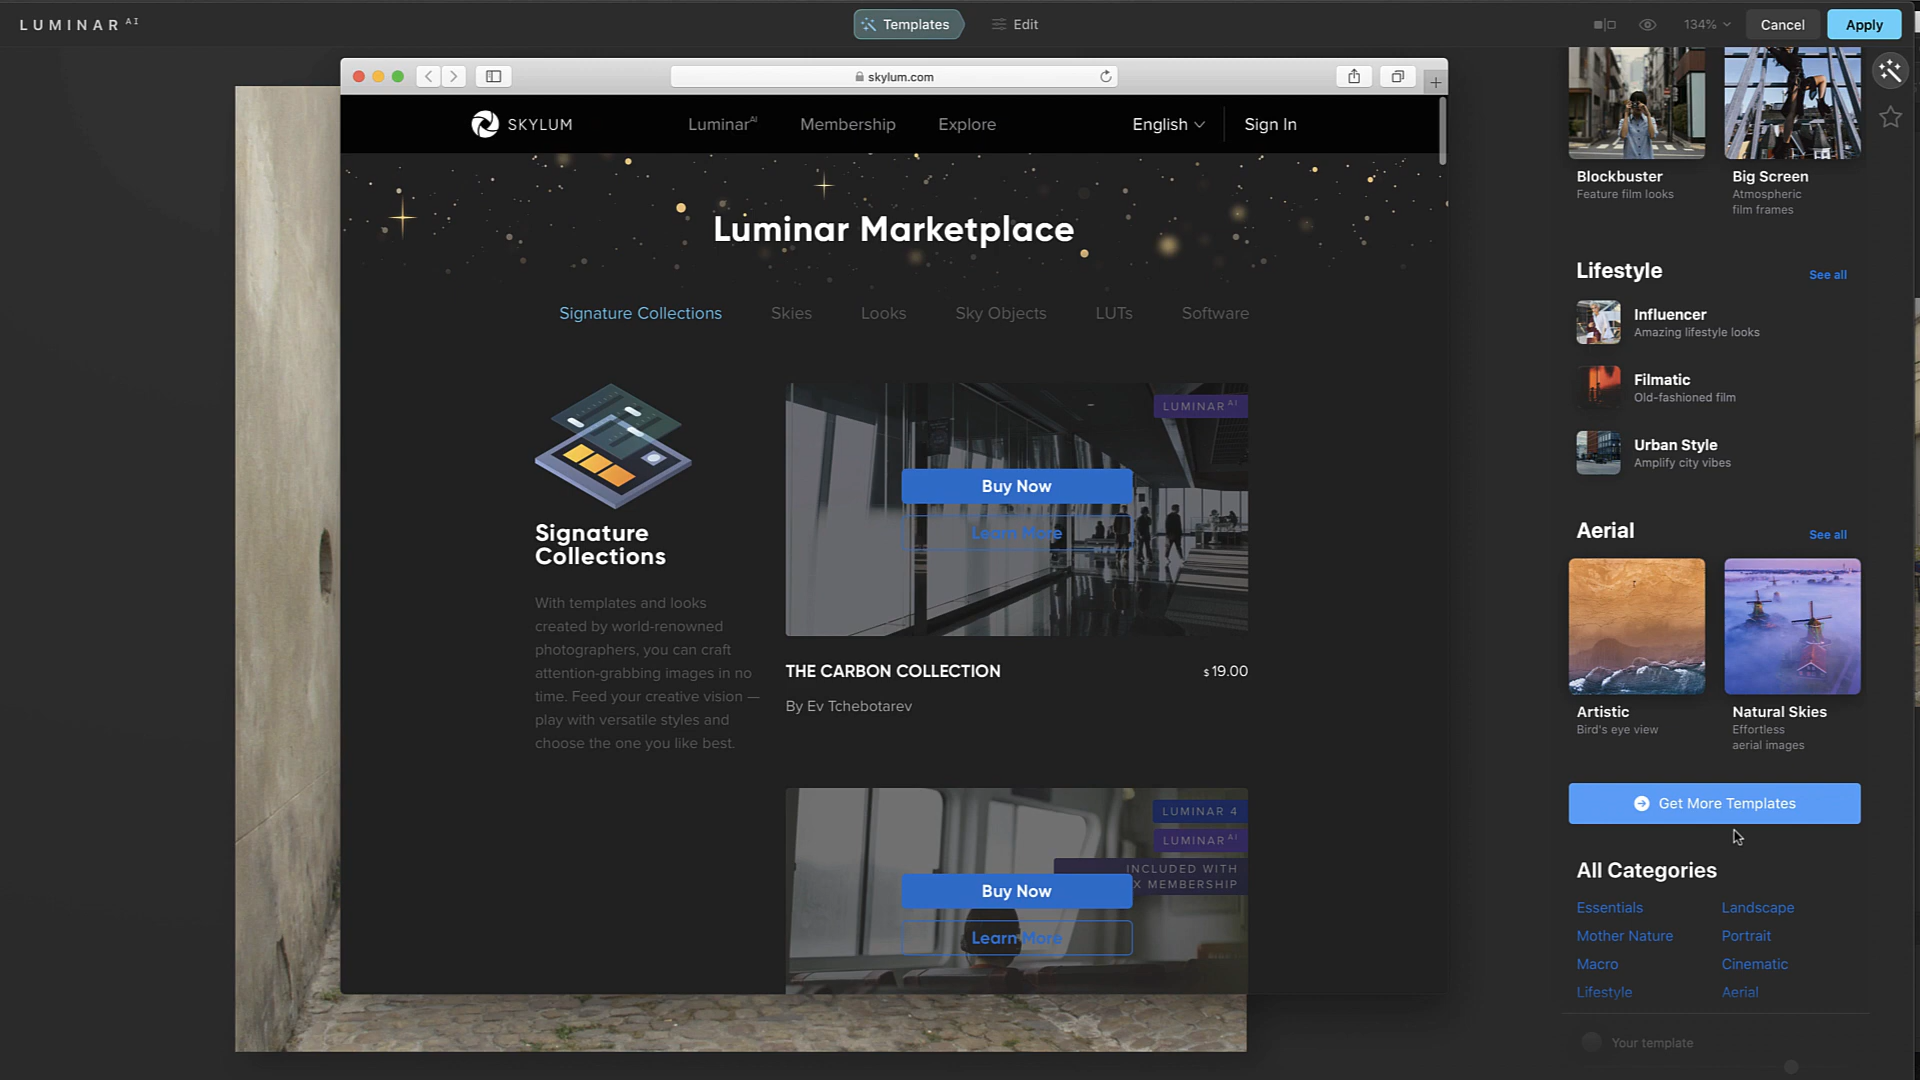 LUMINAR AI
Templates
Edit
134%
Cancel
Apply
skylum.com
SKYLUM
Luminar AI
Membership
Explore
English
Sign In
Luminar Marketplace
Signature Collections
Skies
Looks
Sky Objects
LUTs
Software
Signature
Collections
With templates and looks
created by world-renowned
photographers, you can craft
attention-grabbing images in no
time. Feed your creative vision —
play with versatile styles and
choose the one you like best.
LUMINAR AI
Buy Now
Learn More
THE CARBON COLLECTION
$19.00
By Ev Tchebotarev
LUMINAR 4
LUMINAR AI
INCLUDED WITH
X MEMBERSHIP
Buy Now
Learn More
Blockbuster
Feature film looks
Big Screen
Atmospheric
film frames
Lifestyle
See all
Influencer
Amazing lifestyle looks
Filmatic
Old-fashioned film
Urban Style
Amplify city vibes
Aerial
See all
Artistic
Bird's eye view
Natural Skies
Effortless
aerial images
Get More Templates
All Categories
Essentials
Landscape
Mother Nature
Portrait
Macro
Cinematic
Lifestyle
Aerial
Your template